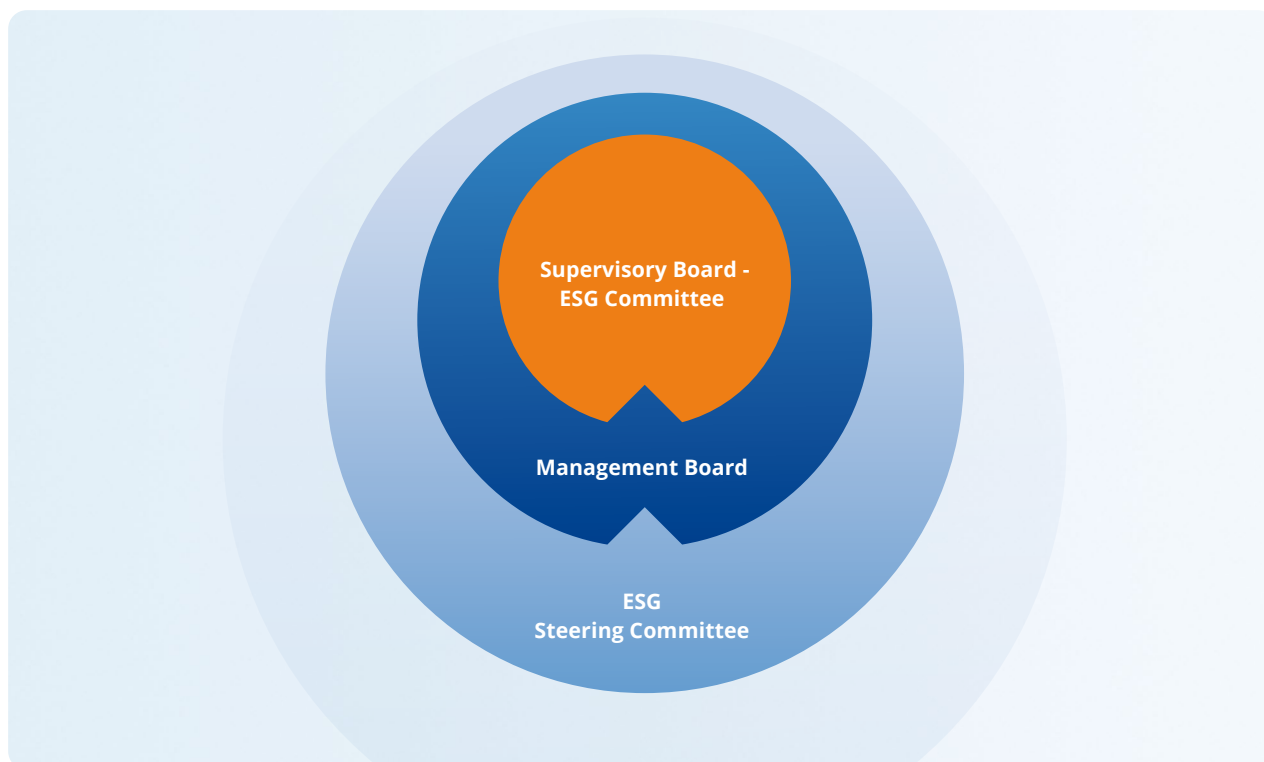 Supervisory Board -
ESG Committee
Management Board
ESG
Steering Committee